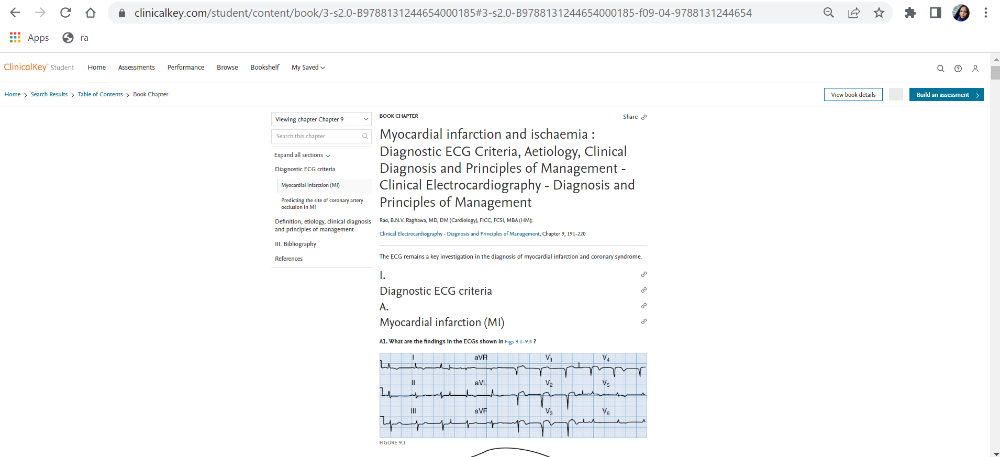 clinicalkey.com/student/content/book/3-s2.0-B9788131244654000185#3-s2.0-B9788131244654000185-f09-04-9788131244654
Apps ra
ClinicalKey® Student Home Assessments Performance Browse Bookshelf My Saved
Home > Search Results > Table of Contents > Book Chapter
View book details
Build an assessment >
Viewing chapter Chapter 9
Search this chapter
Expand all sections
Diagnostic ECG criteria
Myocardial infarction (MI)
Predicting the site of coronary artery
occlusion in MI
Definition, etiology, clinical diagnosis
and principles of management
III. Bibliography
References
BOOK CHAPTER
Share
Myocardial infarction and ischaemia :
Diagnostic ECG Criteria, Aetiology, Clinical
Diagnosis and Principles of Management -
Clinical Electrocardiography - Diagnosis and
Principles of Management
Rao, B.N.V. Raghawa, MD, DM (Cardiology), FICC, FCSI, MBA (HM);
Clinical Electrocardiography - Diagnosis and Principles of Management, Chapter 9, 191-220
The ECG remains a key investigation in the diagnosis of myocardial infarction and coronary syndrome.
I.
Diagnostic ECG criteria
A.
Myocardial infarction (MI)
A1. What are the findings in the ECGs shown in Figs 9.1–9.4 ?
I aVR V1 V4
II aVL V2 V5
III aVF V3 V6
FIGURE 9.1